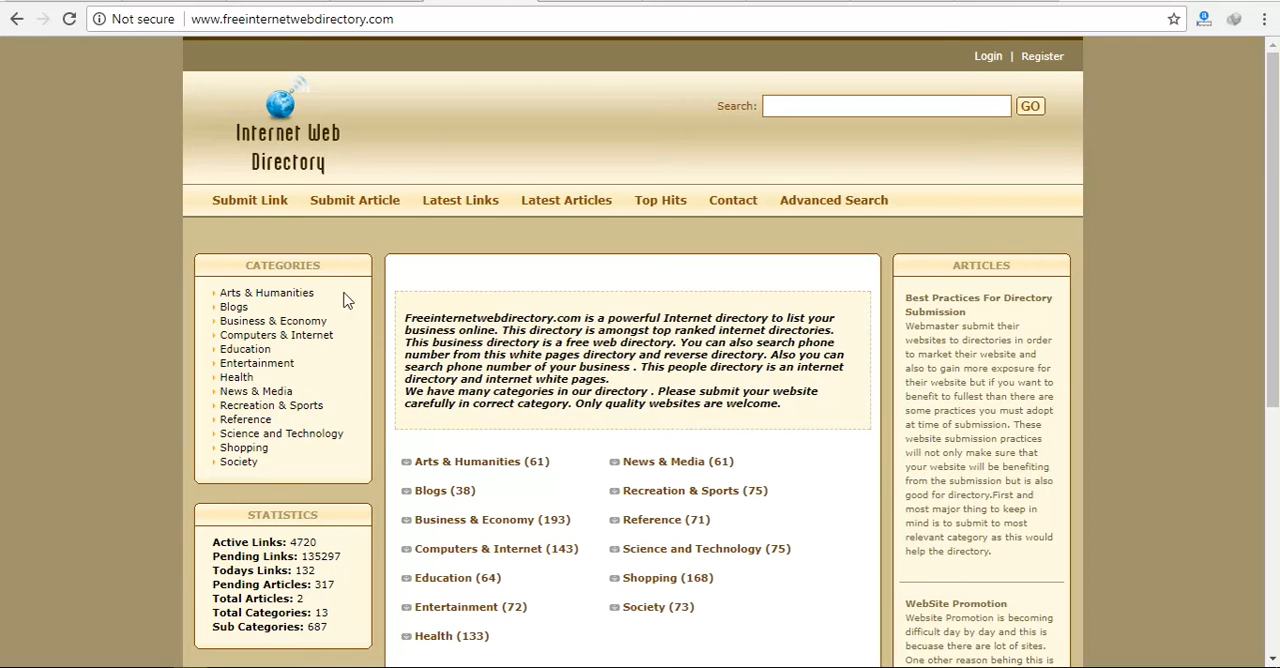 Not secure | www.freeinternetwebdirectory.com
Login | Register
Internet Web
Directory
Search:
GO
Submit Link Submit Article Latest Links Latest Articles Top Hits Contact Advanced Search
CATEGORIES
Arts & Humanities
Blogs
Business & Economy
Computers & Internet
Education
Entertainment
Health
News & Media
Recreation & Sports
Reference
Science and Technology
Shopping
Society
STATISTICS
Active Links: 4720
Pending Links: 135297
Todays Links: 132
Pending Articles: 317
Total Articles: 2
Total Categories: 13
Sub Categories: 687
Freeinternetwebdirectory.com is a powerful Internet directory to list your
business online. This directory is amongst top ranked internet directories.
This business directory is a free web directory. You can also search phone
number from this white pages directory and reverse directory. Also you can
search phone number of your business . This people directory is an internet
directory and internet white pages.
We have many categories in our directory . Please submit your website
carefully in correct category. Only quality websites are welcome.
Arts & Humanities (61)
Blogs (38)
Business & Economy (193)
Computers & Internet (143)
Education (64)
Entertainment (72)
Health (133)
News & Media (61)
Recreation & Sports (75)
Reference (71)
Science and Technology (75)
Shopping (168)
Society (73)
ARTICLES
Best Practices For Directory
Submission
Webmaster submit their
websites to directories in order
to market their website and
also to gain more exposure for
their website but if you want to
benefit to fullest than there are
some practices you must adopt
at time of submission. These
website submission practices
will not only make sure that
your website will be benefiting
from the submission but is also
good for directory.First and
most major thing to keep in
mind is to submit to most
relevant category as this would
help the directory.
WebSite Promotion
Website Promotion is becoming
difficult day by day and this is
becuase there are lot of sites.
One other reason behing this is